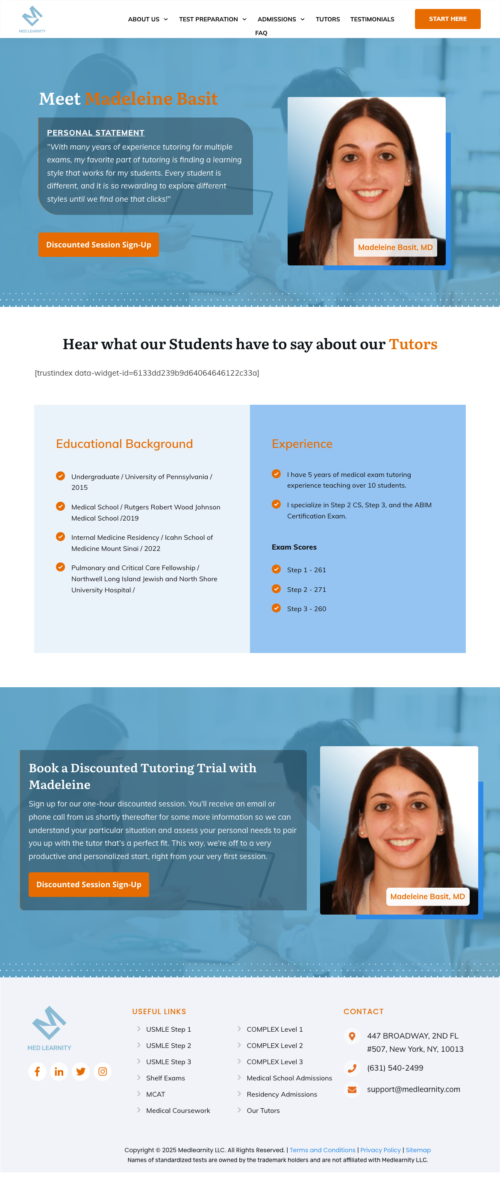 ABOUT US
TEST PREPARATION
ADMISSIONS
TUTORS
TESTIMONIALS
FAQ
START HERE
MED LEARNITY
Meet Madeleine Basit
PERSONAL STATEMENT
"With many years of experience tutoring for multiple
exams, my favorite part of tutoring is finding a learning
style that works for my students. Every student is
different, and it is so rewarding to explore different
styles until we find one that clicks!"
Discounted Session Sign-Up
Madeleine Basit, MD
Hear what our Students have to say about our Tutors
[trustindex data-widget-id=6133dd239b9d64064646122c33a]
Educational Background
Undergraduate / University of Pennsylvania /
2015
Medical School / Rutgers Robert Wood Johnson
Medical School /2019
Internal Medicine Residency / Icahn School of
Medicine Mount Sinai / 2022
Pulmonary and Critical Care Fellowship /
Northwell Long Island Jewish and North Shore
University Hospital /
Experience
I have 5 years of medical exam tutoring
experience teaching over 10 students.
I specialize in Step 2 CS, Step 3, and the ABIM
Certification Exam.
Exam Scores
Step 1 - 261
Step 2 - 271
Step 3 - 260
Book a Discounted Tutoring Trial with
Madeleine
Sign up for our one-hour discounted session. You'll receive an email or
phone call from us shortly thereafter for some more information so we can
understand your particular situation and assess your personal needs to pair
you up with the tutor that's a perfect fit. This way, we're off to a very
productive and personalized start, right from your very first session.
Discounted Session Sign-Up
Madeleine Basit, MD
MED LEARNITY
USEFUL LINKS
USMLE Step 1
USMLE Step 2
USMLE Step 3
Shelf Exams
MCAT
Medical Coursework
COMPLEX Level 1
COMPLEX Level 2
COMPLEX Level 3
Medical School Admissions
Residency Admissions
Our Tutors
CONTACT
447 BROADWAY, 2ND FL
#507, New York, NY, 10013
(631) 540-2499
support@medlearnity.com
Copyright © 2025 Medlearnity LLC. All Rights Reserved. | Terms and Conditions | Privacy Policy | Sitemap
Names of standardized tests are owned by the trademark holders and are not affiliated with Medlearnity LLC.